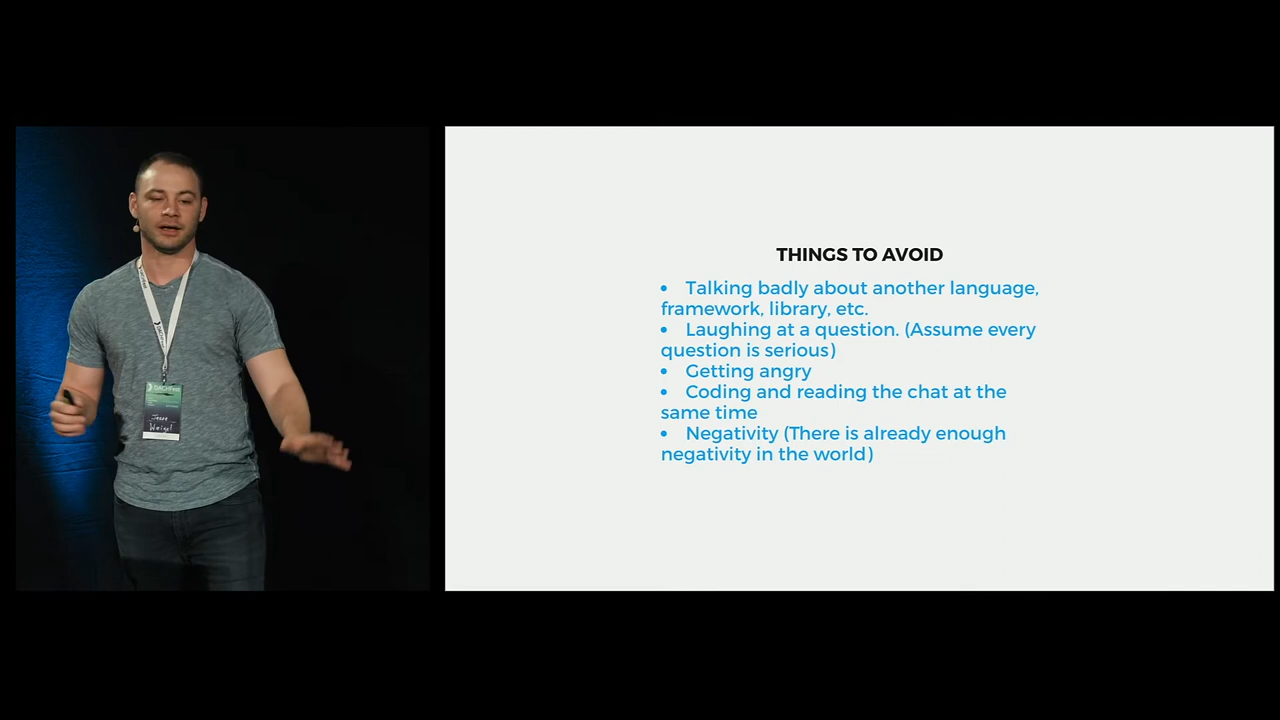 Jesse
Weigel
THINGS TO AVOID
• Talking badly about another language,
framework, library, etc.
• Laughing at a question. (Assume every
question is serious)
• Getting angry
• Coding and reading the chat at the
same time
• Negativity (There is already enough
negativity in the world)